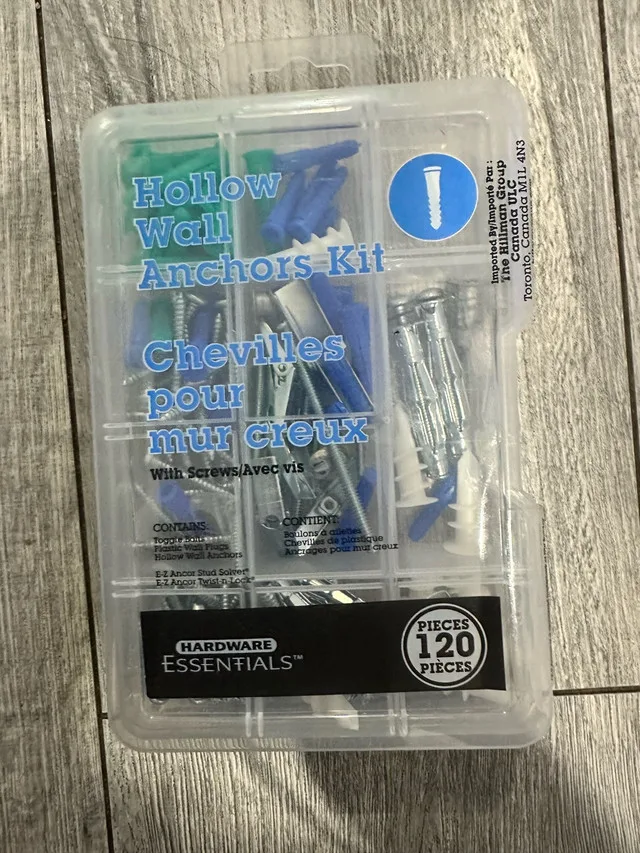 Hollow
Wall
Anchors Kit
Chevilles
pour
mur creux
With Screws/Avec vis
CONTAINS:
Toggle Bolts
Plastic Wall Plugs
Hollow Wall Anchors
E-Z Ancor Stud Solver®
E-Z Ancor Twist-n-Lock®
CONTIENT:
Boulons à ailettes
Chevilles de plastique
Ancrages pour mur creux
Imported By/Importé Par :
The Hillman Group
Canada ULC
Toronto, Canada M1L 4N3
HARDWARE
ESSENTIALS™
PIECES
120
PIÈCES